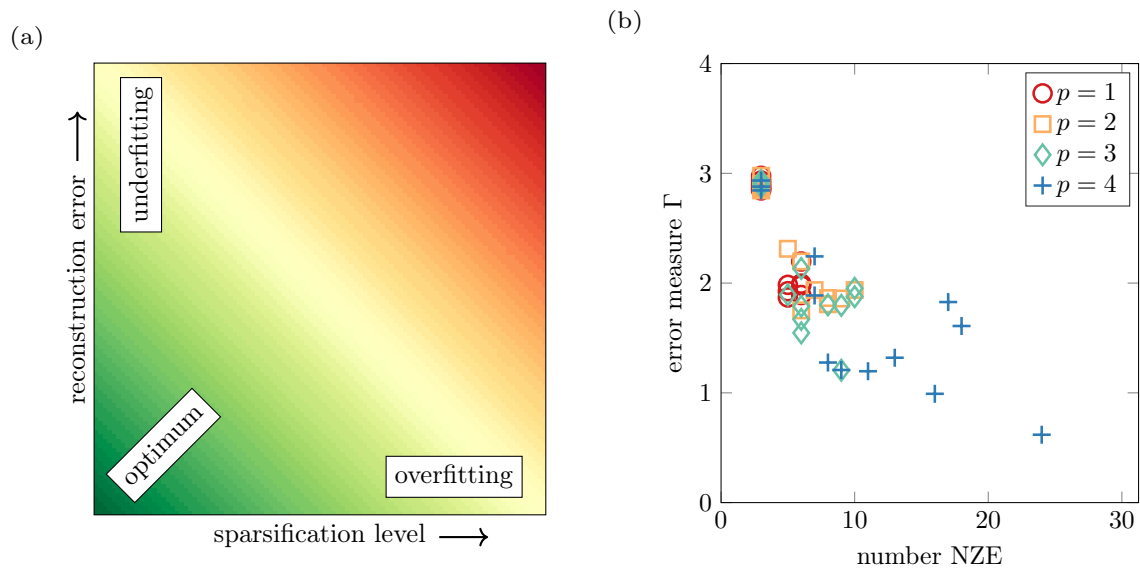 (a)
reconstruction error
underfitting
optimum
overfitting
sparsification level
(b)
error measure Γ
4
3
2
1
0
0
10
20
30
number NZE
p = 1
p = 2
p = 3
p = 4